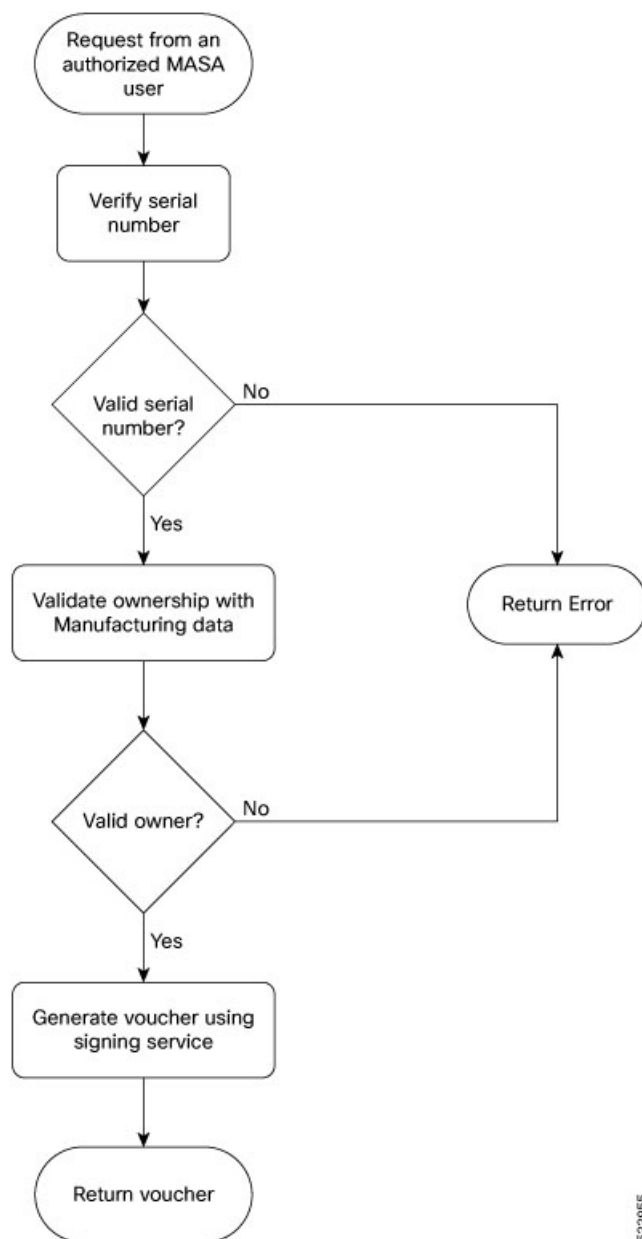 Request from an
authorized MASA
user
Verify serial
number
Valid serial
number?
No
Yes
Validate ownership with
Manufacturing data
Return Error
Valid owner?
No
Yes
Generate voucher using
signing service
Return voucher